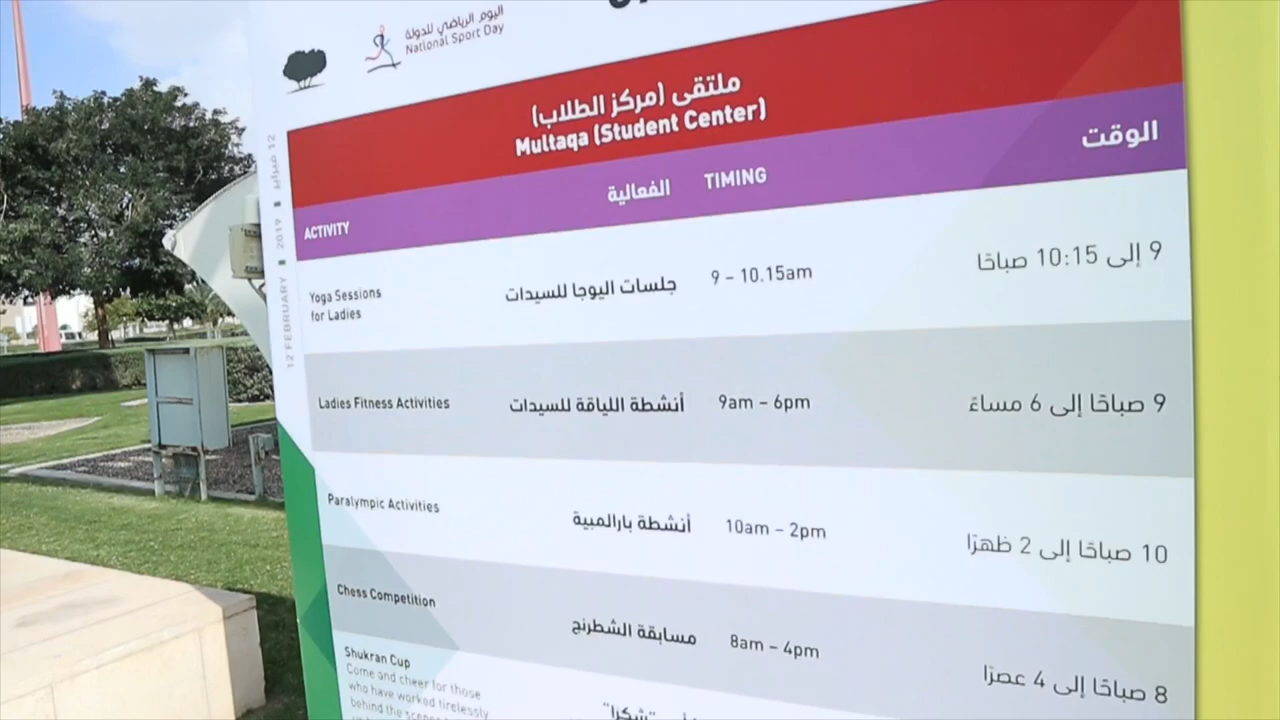 اليوم الرياضي للدولة
National Sport Day
ملتقى (مركز الطلاب)
Multaqa (Student Center)
ACTIVITY الفعالية TIMING الوقت
Yoga Sessions
for Ladies
جلسات اليوجا للسيدات
9 – 10.15am
9 إلى 10:15 صباحًا
Ladies Fitness Activities
أنشطة اللياقة للسيدات
9am – 6pm
9 صباحًا إلى 6 مساءً
Paralympic Activities
أنشطة بارالمبية
10am – 2pm
10 صباحًا إلى 2 ظهرًا
Chess Competition
مسابقة الشطرنج
8am – 4pm
8 صباحًا إلى 4 عصرًا
Shukran Cup
Come and cheer for those
who have worked tirelessly
behind the
"شكرًا"
12 FEBRUARY 2019 12 فبراير